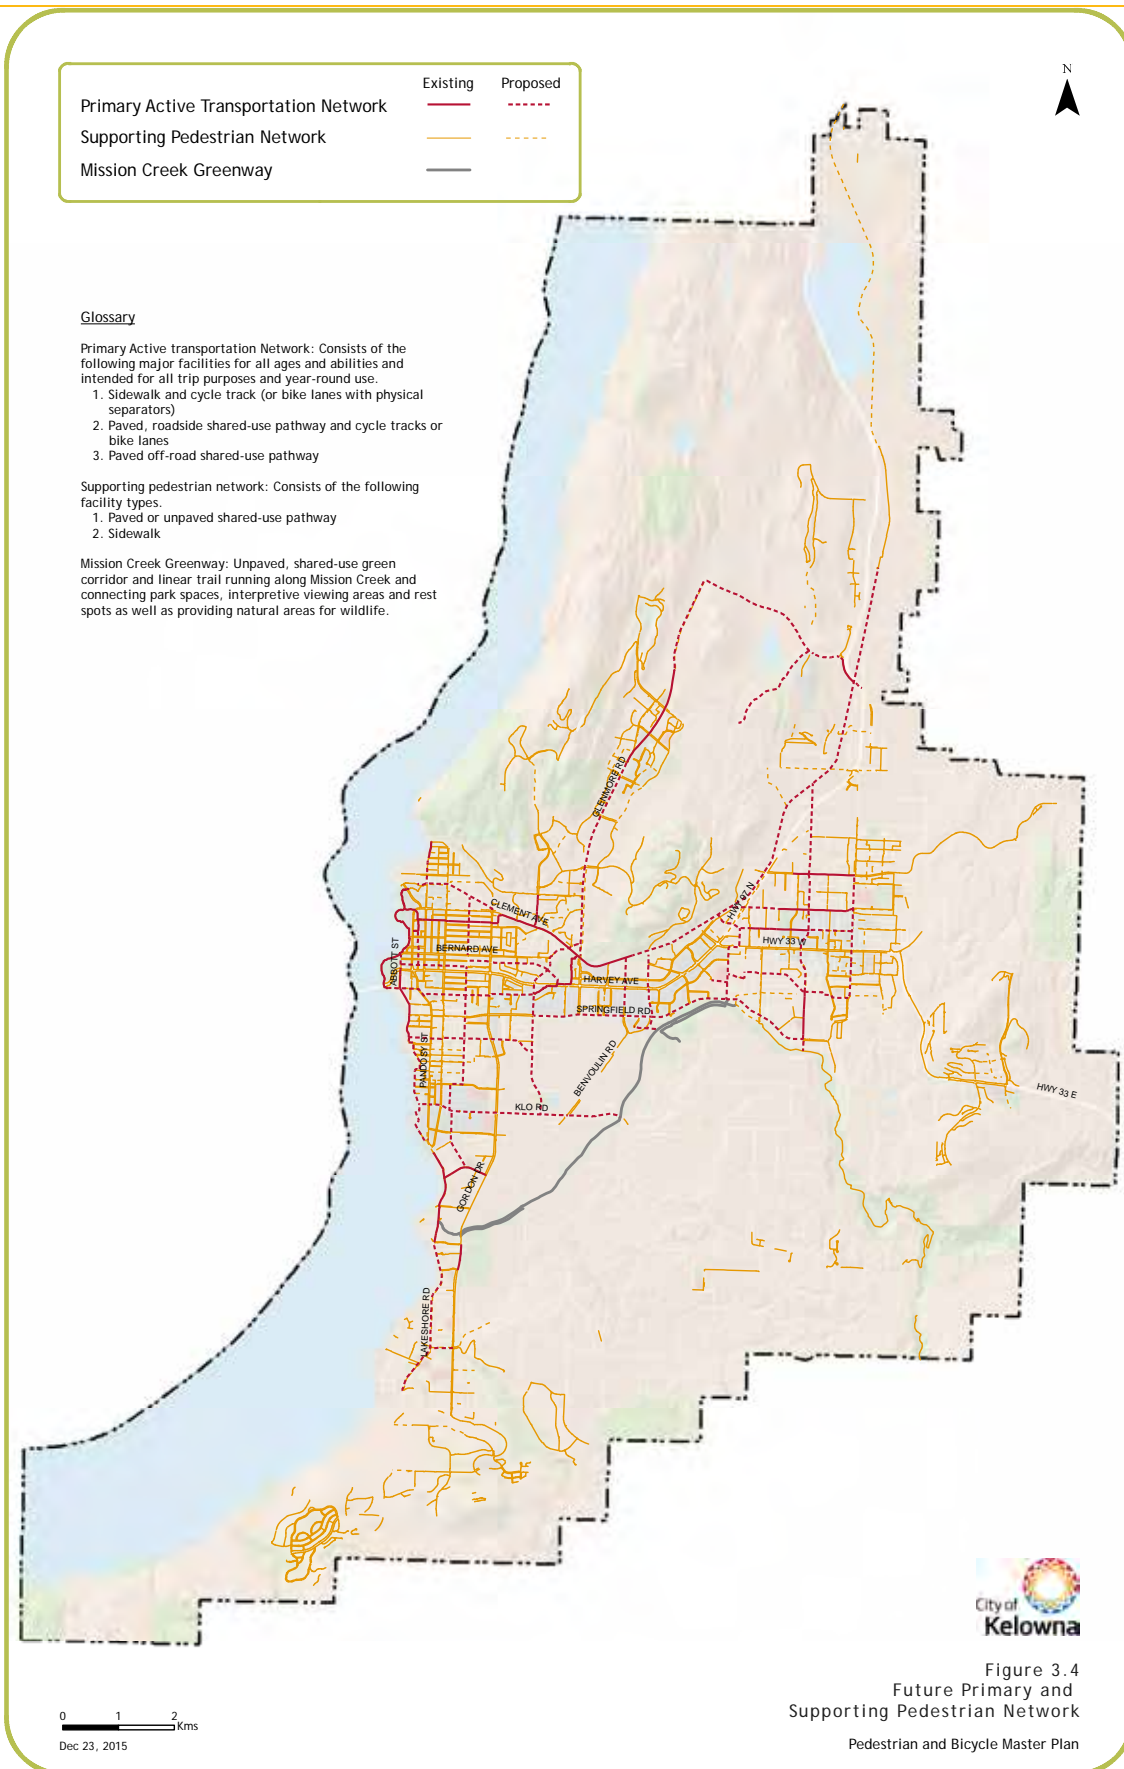 Existing Proposed
Primary Active Transportation Network
Supporting Pedestrian Network
Mission Creek Greenway
N
Glossary
Primary Active transportation Network: Consists of the
following major facilities for all ages and abilities and
intended for all trip purposes and year-round use.
1. Sidewalk and cycle track (or bike lanes with physical
separators)
2. Paved, roadside shared-use pathway and cycle tracks or
bike lanes
3. Paved off-road shared-use pathway
Supporting pedestrian network: Consists of the following
facility types.
1. Paved or unpaved shared-use pathway
2. Sidewalk
Mission Creek Greenway: Unpaved, shared-use green
corridor and linear trail running along Mission Creek and
connecting park spaces, interpretive viewing areas and rest
spots as well as providing natural areas for wildlife.
GLENMORE RD
CLEMENT AVE
HWY 97 N
ABBOTT ST
BERNARD AVE
HWY 33 W
HARVEY AVE
SPRINGFIELD RD
PANDOSY ST
BENVOULIN RD
HWY 33 E
KLO RD
GORDON DR
LAKESHORE RD
City of
Kelowna
Figure 3.4
Future Primary and
Supporting Pedestrian Network
Pedestrian and Bicycle Master Plan
0 1 2
Kms
Dec 23, 2015